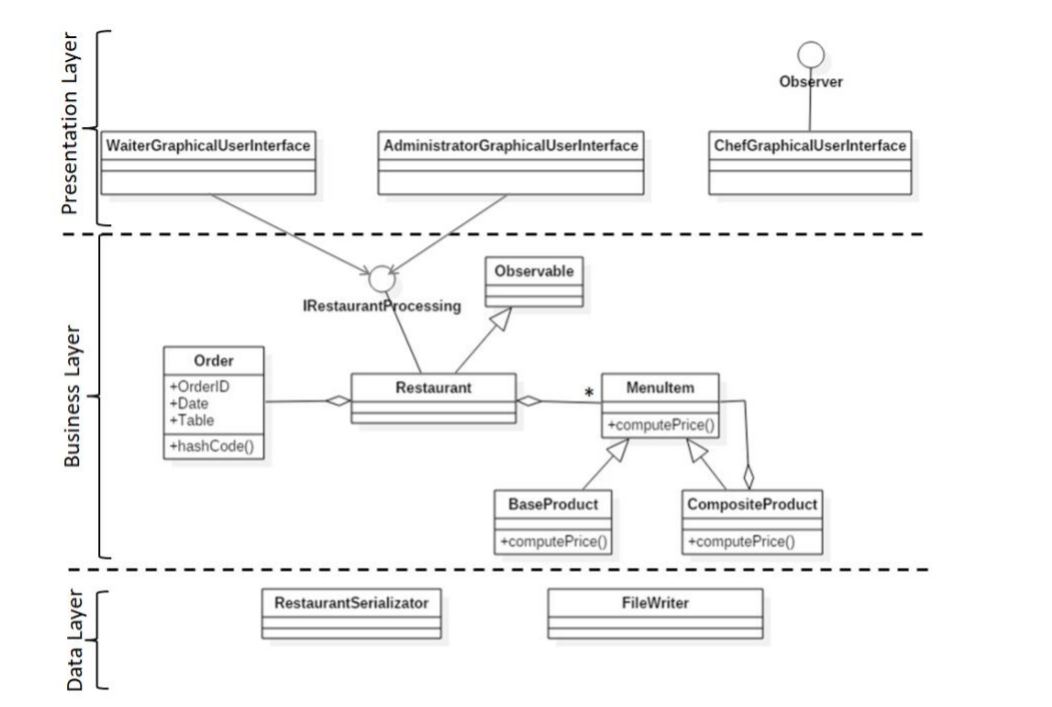 Presentation Layer
Observer
WaiterGraphicalUserInterface
AdministratorGraphicalUserInterface
ChefGraphicalUserInterface
Business Layer
Observable
IRestaurantProcessing
Order
+OrderID
+Date
+Table
+hashCode()
Restaurant
*
MenuItem
+computePrice()
BaseProduct
+computePrice()
CompositeProduct
+computePrice()
Data Layer
RestaurantSerializator
FileWriter